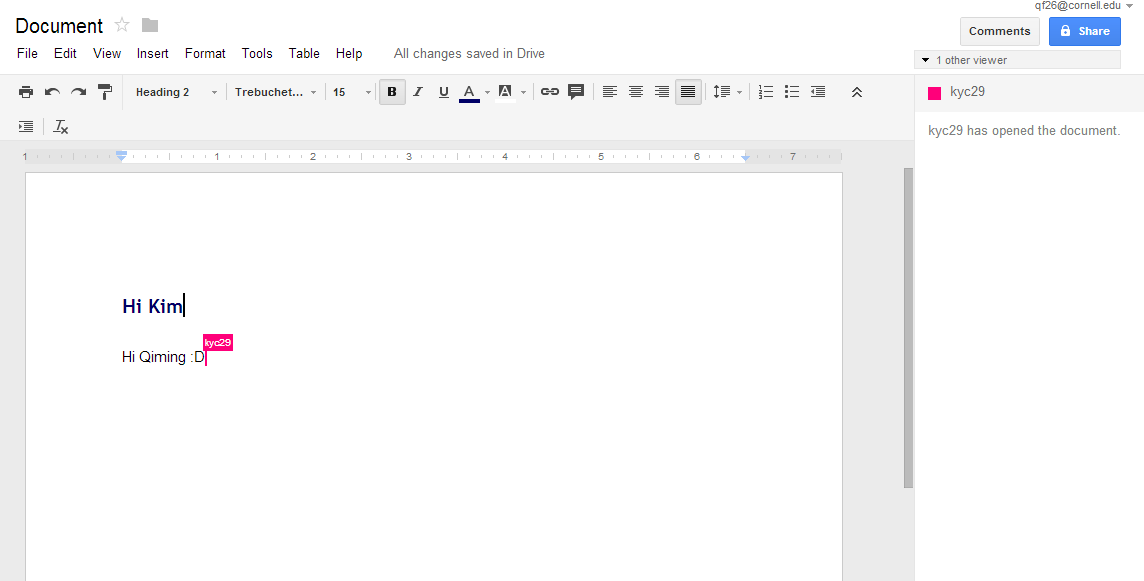 qf26@cornell.edu
Document
Comments
Share
File Edit View Insert Format Tools Table Help All changes saved in Drive
1 other viewer
Heading 2 Trebuchet... 15 B I U A A
kyc29
kyc29 has opened the document.
1 1 2 3 4 5 6 7
Hi Kim
kyc29
Hi Qiming :D